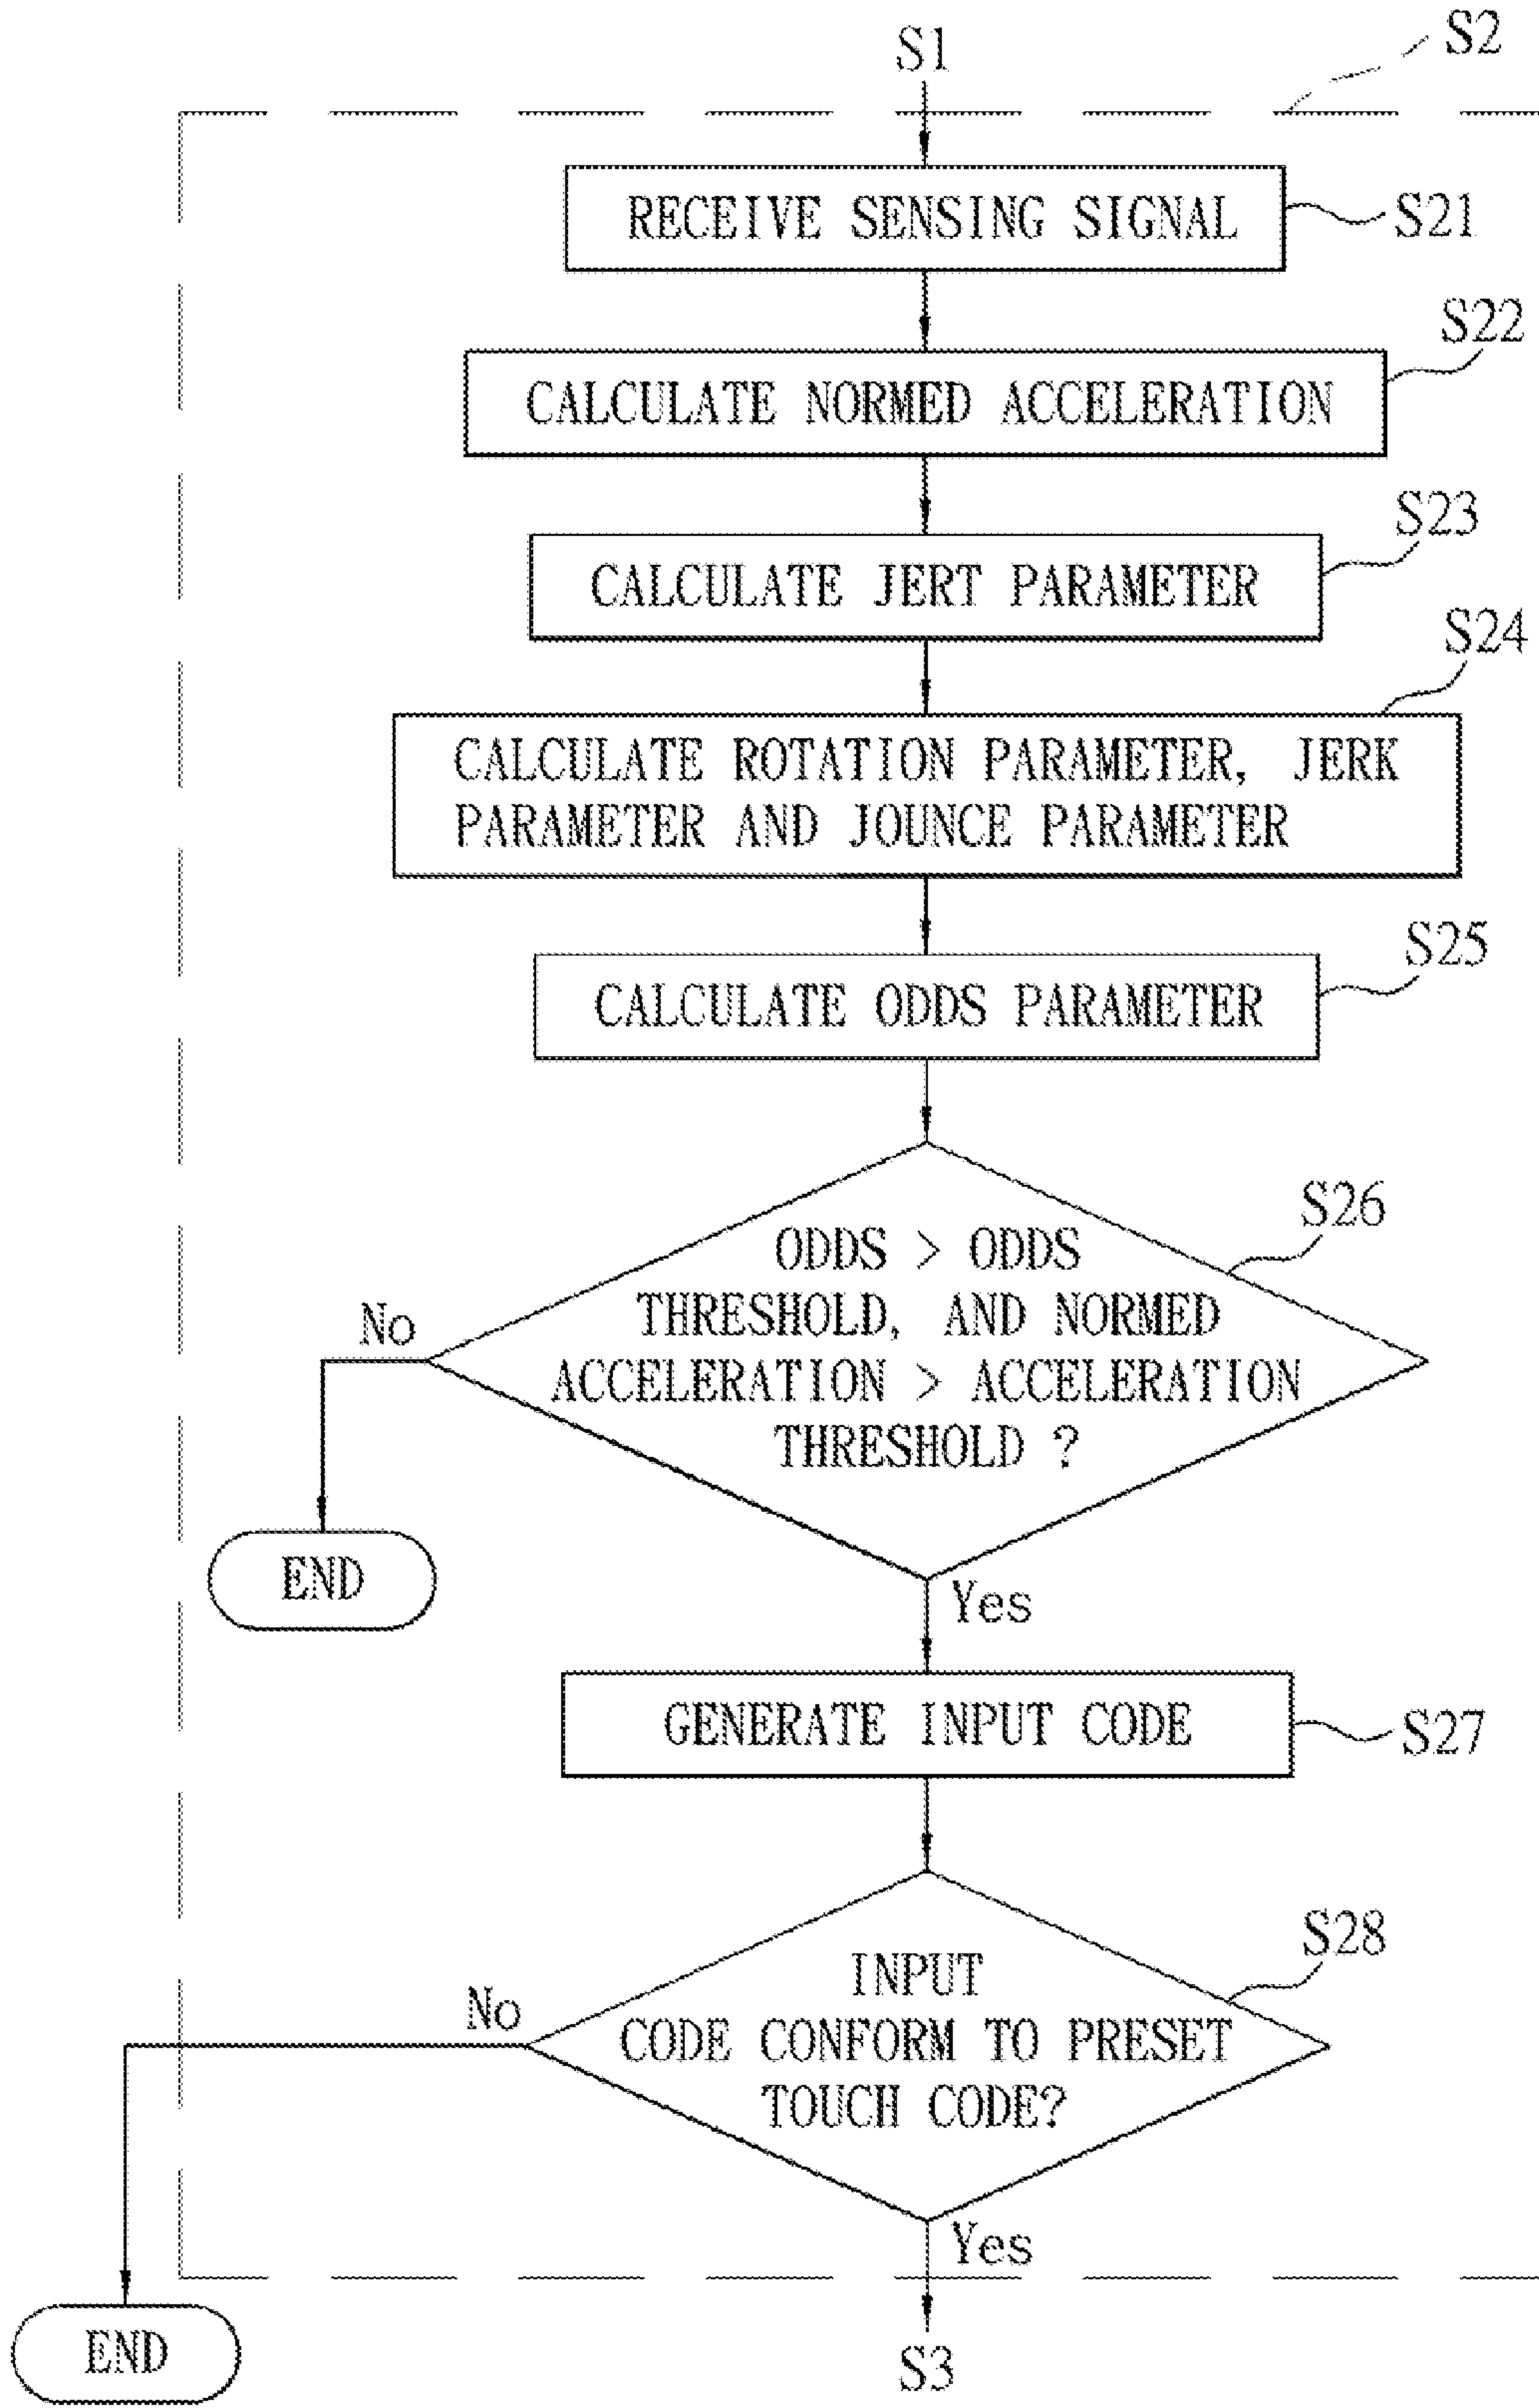 S2
S1
RECEIVE SENSING SIGNAL
S21
S22
CALCULATE NORMED ACCELERATION
S23
CALCULATE JERT PARAMETER
S24
CALCULATE ROTATION PARAMETER, JERK
PARAMETER AND JOUNCE PARAMETER
S25
CALCULATE ODDS PARAMETER
S26
ODDS > ODDS
THRESHOLD, AND NORMED
ACCELERATION > ACCELERATION
THRESHOLD ?
No
END
Yes
GENERATE INPUT CODE
S27
S28
INPUT
CODE CONFORM TO PRESET
TOUCH CODE?
No
Yes
END
S3